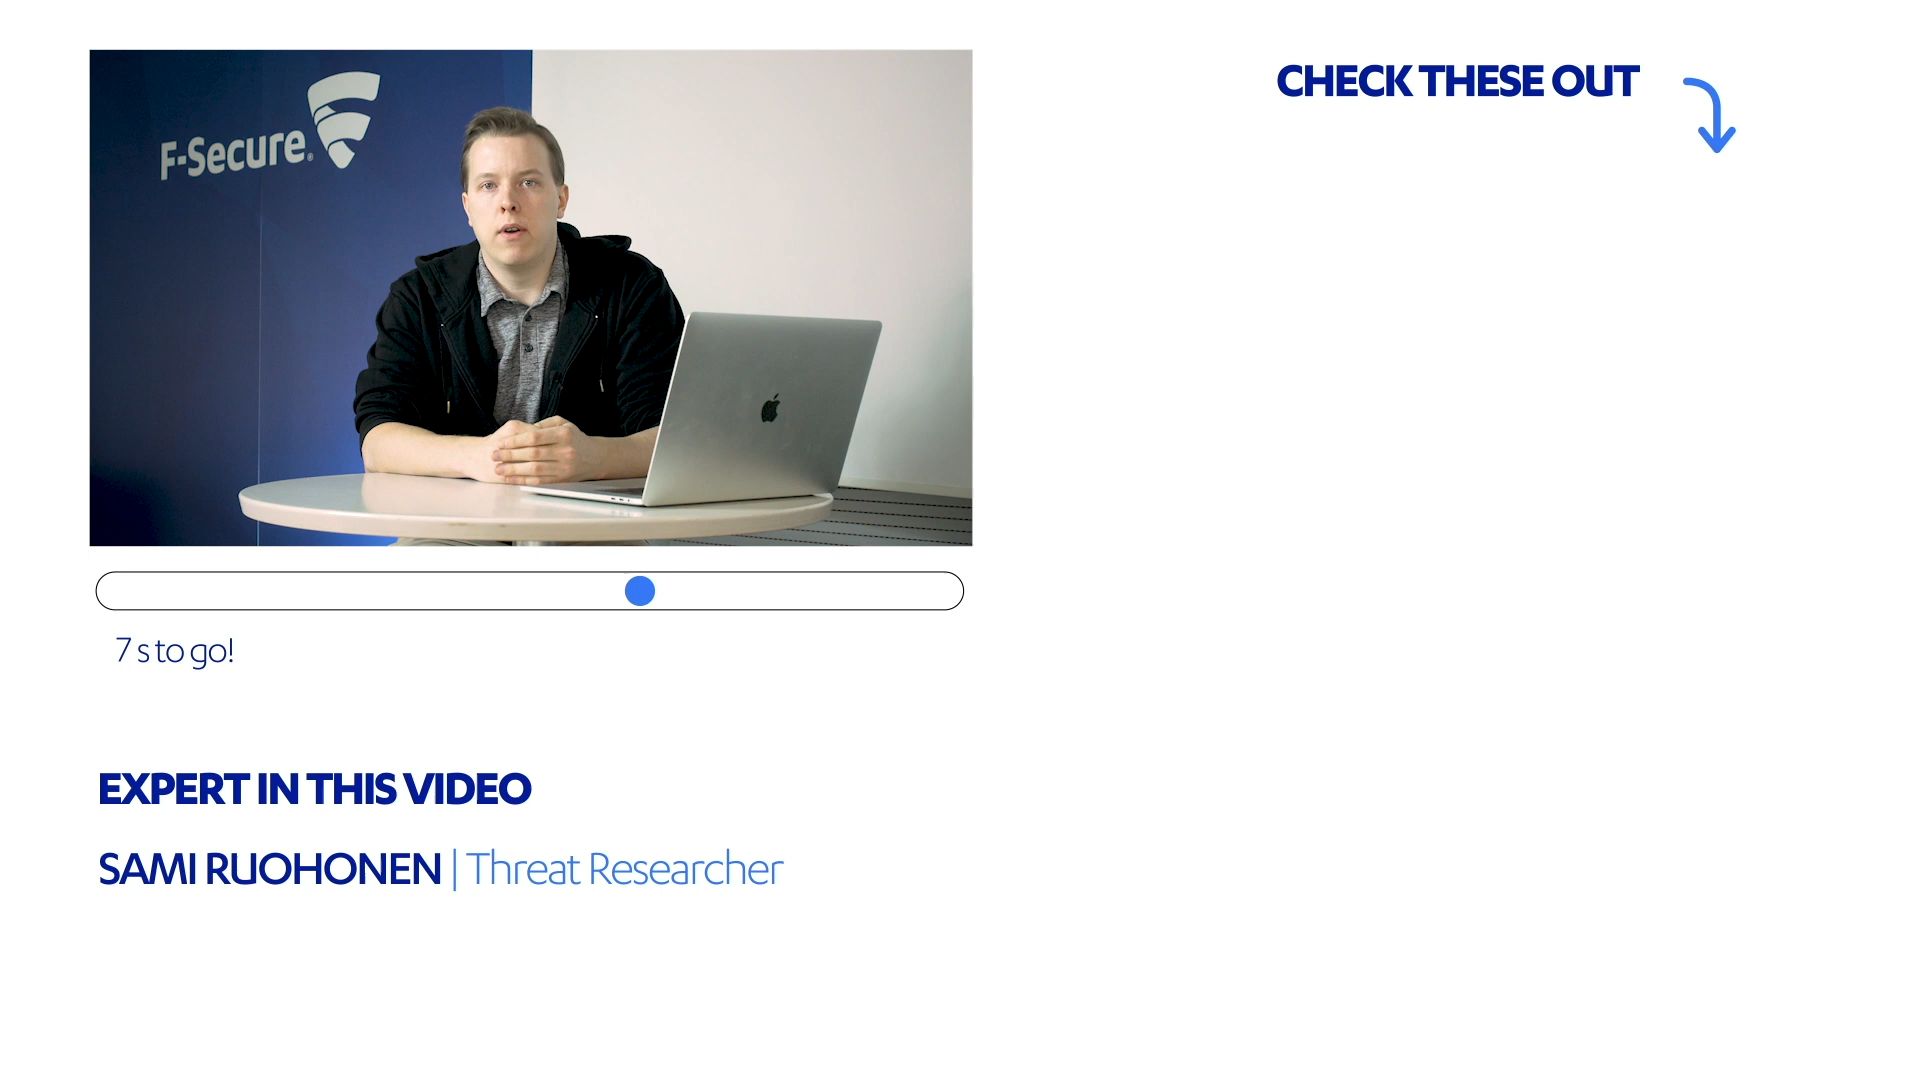 F-Secure
CHECK THESE OUT
7 s to go!
EXPERT IN THIS VIDEO
SAMI RUOHONEN | Threat Researcher